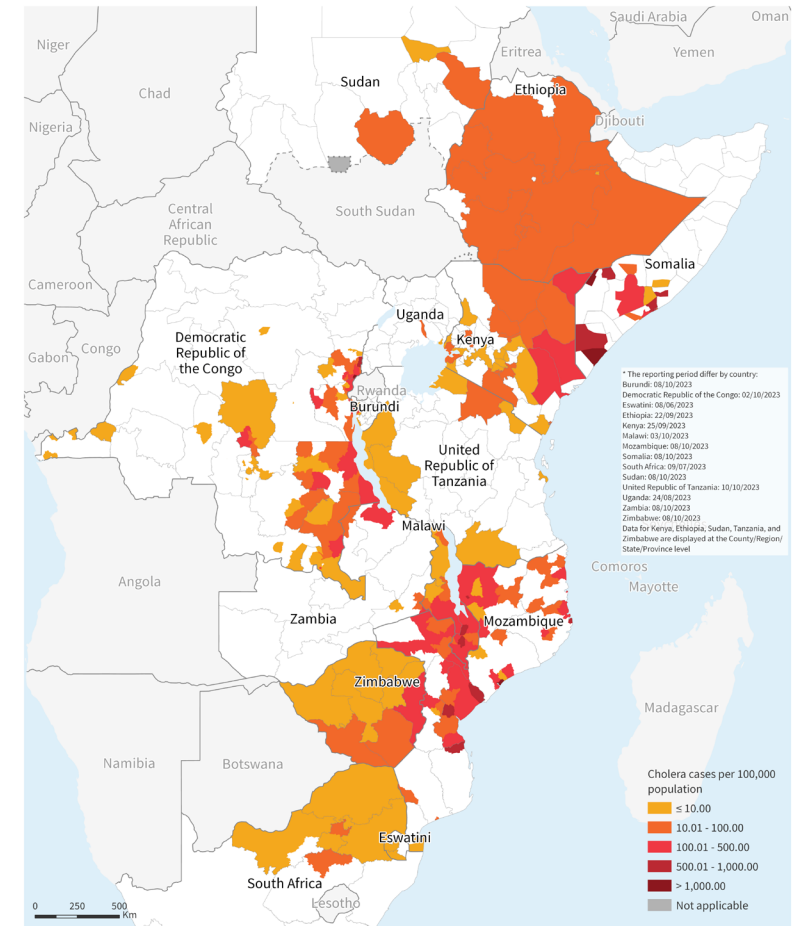 Saudi Arabia
Oman
Niger
Eritrea
Yemen
Sudan
Chad
Ethiopia
Djibouti
Nigeria
South Sudan
Central
African
Republic
Somalia
Cameroon
Uganda
Democratic
Republic of
the Congo
Kenya
Congo
Gabon
Rwanda
Burundi
* The reporting period differ by country:
Burundi: 08/10/2023
Democratic Republic of the Congo: 02/10/2023
Eswatini: 08/06/2023
Ethiopia: 22/09/2023
Kenya: 25/09/2023
Malawi: 03/10/2023
Mozambique: 08/10/2023
Somalia: 08/10/2023
South Africa: 09/07/2023
Sudan: 08/10/2023
United Republic of Tanzania: 10/10/2023
Uganda: 24/08/2023
Zambia: 08/10/2023
Zimbabwe: 08/10/2023
Data for Kenya, Ethiopia, Sudan, Tanzania, and
Zimbabwe are displayed at the County/Region/
State/Province level
United
Republic of
Tanzania
Malawi
Comoros
Mayotte
Angola
Zambia
Mozambique
Zimbabwe
Madagascar
Namibia
Botswana
Cholera cases per 100,000
population
≤ 10.00
10.01 - 100.00
100.01 - 500.00
500.01 - 1,000.00
> 1,000.00
Not applicable
Eswatini
South Africa
Lesotho
0 250 500
Km